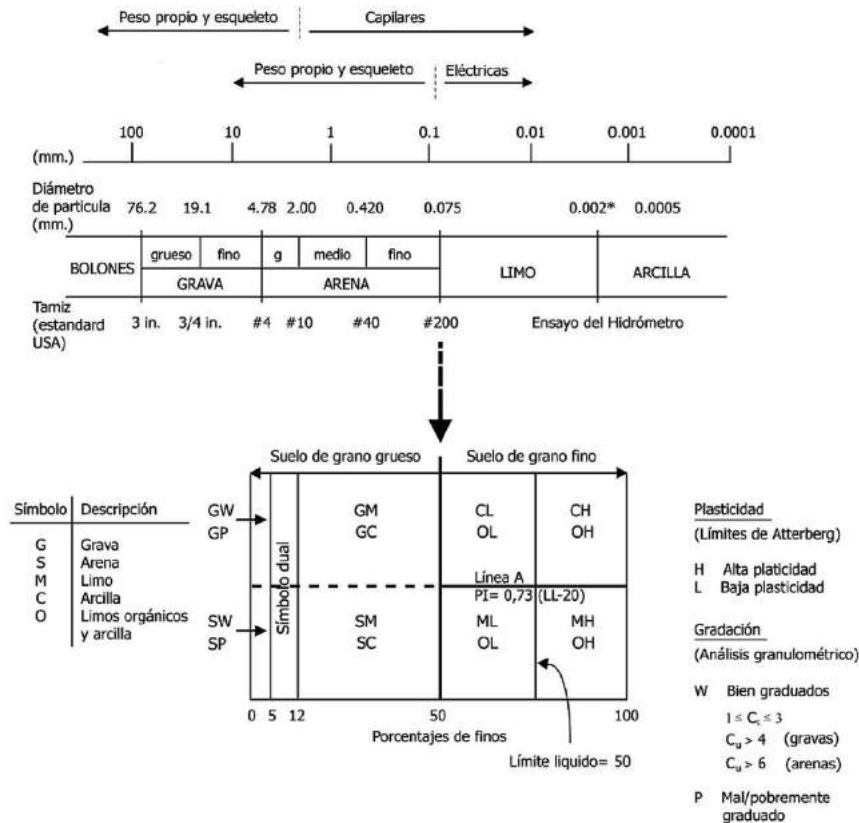 Peso propio y esqueleto Capilares
Peso propio y esqueleto Eléctricas
100 10 1 0.1 0.01 0.001 0.0001
(mm.)
Diámetro
de particula 76.2 19.1 4.78 2.00 0.420 0.075 0.002* 0.0005
(mm.)
grueso fino g medio fino
BOLONES LIMO ARCILLA
GRAVA ARENA
Tamiz
(estandard 3 in. 3/4 in. #4 #10 #40 #200 Ensayo del Hidrómetro
USA)
Suelo de grano grueso Suelo de grano fino
Símbolo Descripción
G Grava
S Arena
M Limo
C Arcilla
O Limos orgánicos
y arcilla
GW
GP
SW
SP
Símbolo dual
GM CL CH
GC OL OH
Línea A
PI= 0,73 (LL-20)
SM ML MH
SC OL OH
0 5 12 50 100
Porcentajes de finos
Límite liquido= 50
Plasticidad
(Límites de Atterberg)
H Alta platicidad
L Baja plasticidad
Gradación
(Análisis granulométrico)
W Bien graduados
1 ≤ Cc ≤ 3
Cu > 4 (gravas)
Cu > 6 (arenas)
P Mal/pobremente
graduado